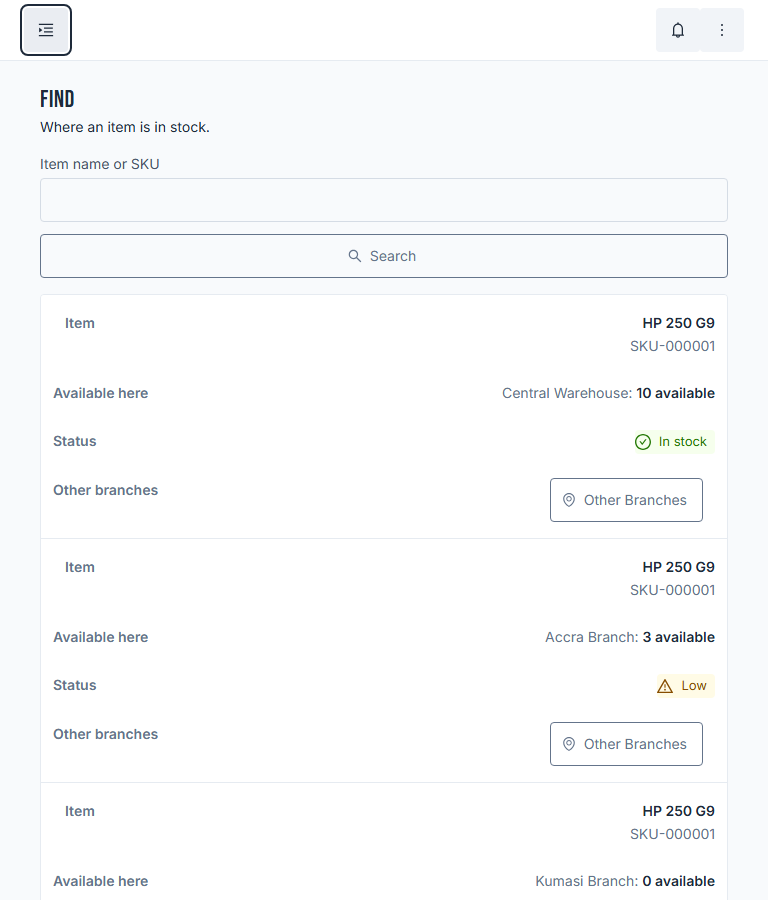 FIND
Where an item is in stock.
Item name or SKU
Search
Item HP 250 G9
SKU-000001
Available here Central Warehouse: 10 available
Status In stock
Other branches Other Branches
Item HP 250 G9
SKU-000001
Available here Accra Branch: 3 available
Status Low
Other branches Other Branches
Item HP 250 G9
SKU-000001
Available here Kumasi Branch: 0 available